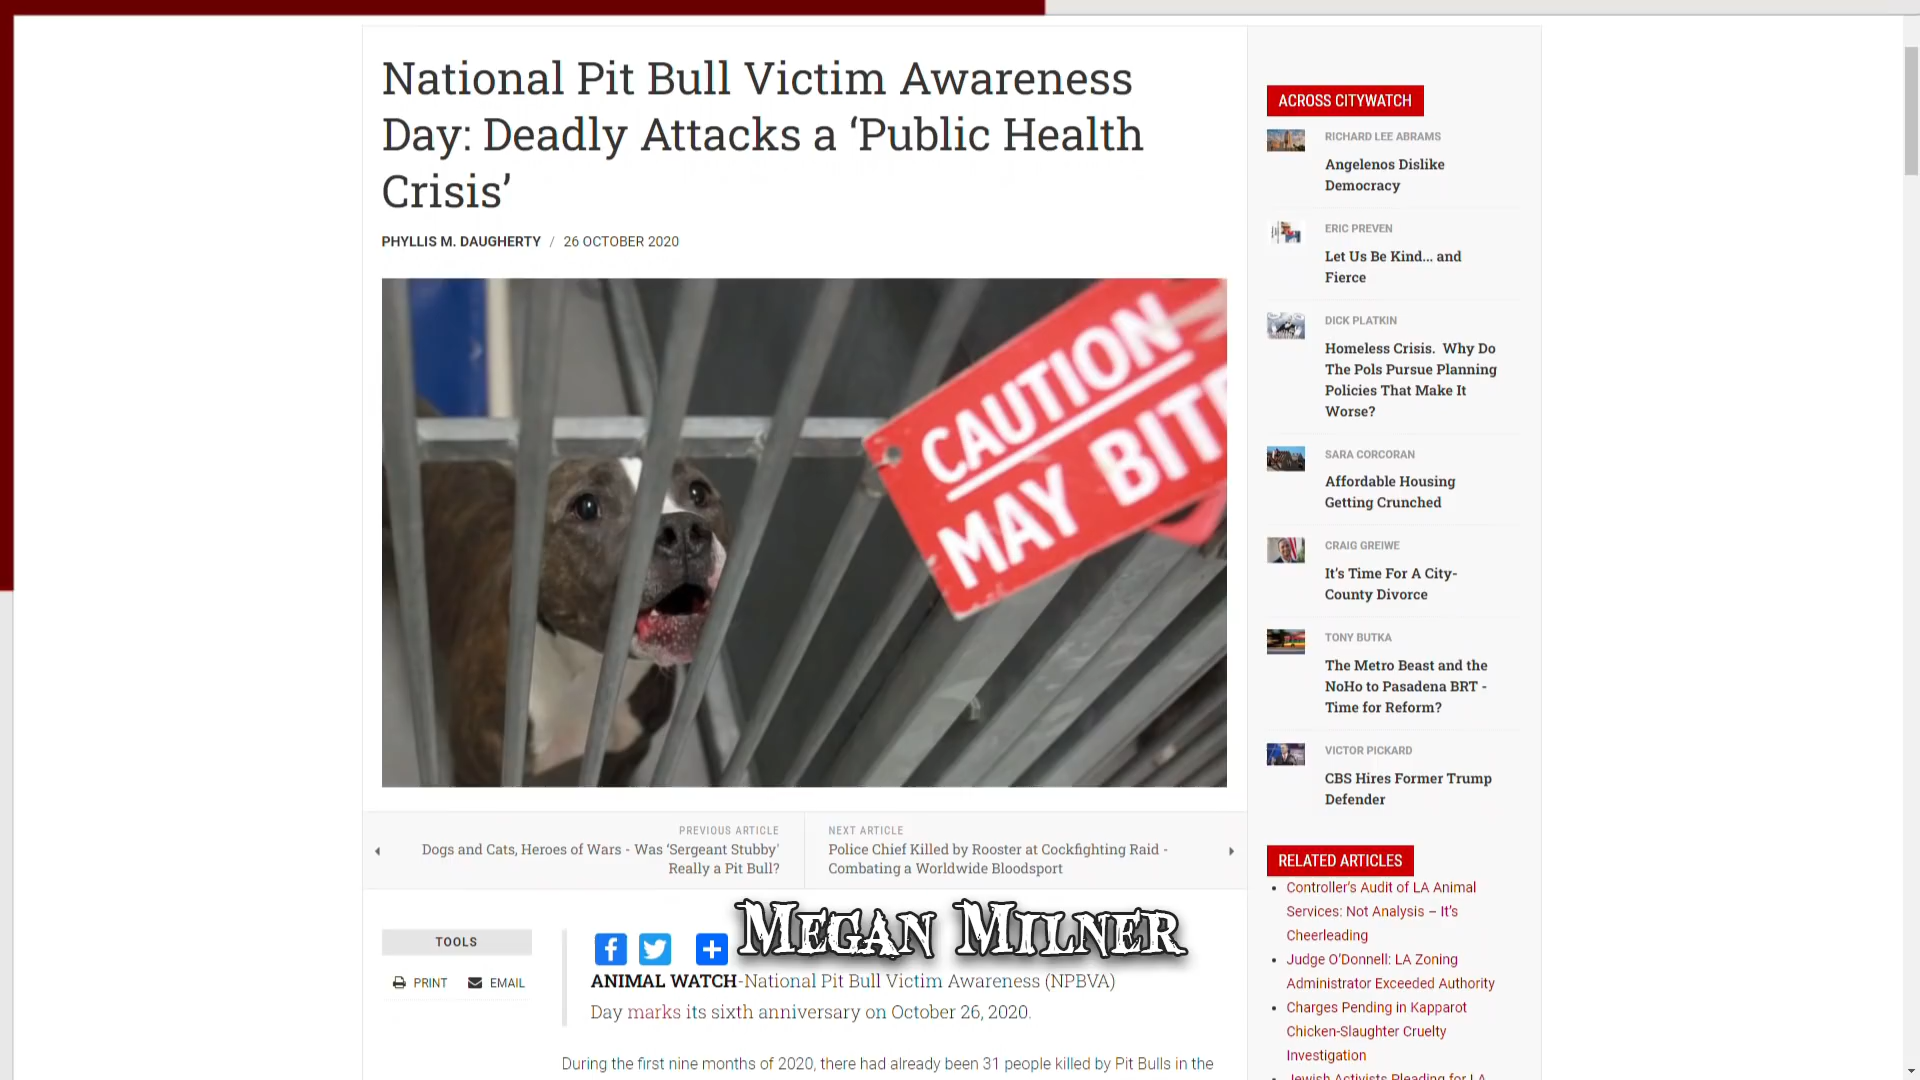 National Pit Bull Victim Awareness
Day: Deadly Attacks a ‘Public Health
Crisis’
PHYLLIS M. DAUGHERTY / 26 OCTOBER 2020
CAUTION
MAY BITE
PREVIOUS ARTICLE
Dogs and Cats, Heroes of Wars - Was ‘Sergeant Stubby'
Really a Pit Bull?
NEXT ARTICLE
Police Chief Killed by Rooster at Cockfighting Raid -
Combating a Worldwide Bloodsport
MEGAN MILNER
TOOLS
PRINT EMAIL
ANIMAL WATCH-National Pit Bull Victim Awareness (NPBVA)
Day marks its sixth anniversary on October 26, 2020.
During the first nine months of 2020, there had already been 31 people killed by Pit Bulls in the
ACROSS CITYWATCH
RICHARD LEE ABRAMS
Angelenos Dislike
Democracy
ERIC PREVEN
Let Us Be Kind... and
Fierce
DICK PLATKIN
Homeless Crisis. Why Do
The Pols Pursue Planning
Policies That Make It
Worse?
SARA CORCORAN
Affordable Housing
Getting Crunched
CRAIG GREIWE
It’s Time For A City-
County Divorce
TONY BUTKA
The Metro Beast and the
NoHo to Pasadena BRT -
Time for Reform?
VICTOR PICKARD
CBS Hires Former Trump
Defender
RELATED ARTICLES
Controller’s Audit of LA Animal
Services: Not Analysis – It’s
Cheerleading
Judge O’Donnell: LA Zoning
Administrator Exceeded Authority
Charges Pending in Kapparot
Chicken-Slaughter Cruelty
Investigation
Jewish Activists Pleading for LA